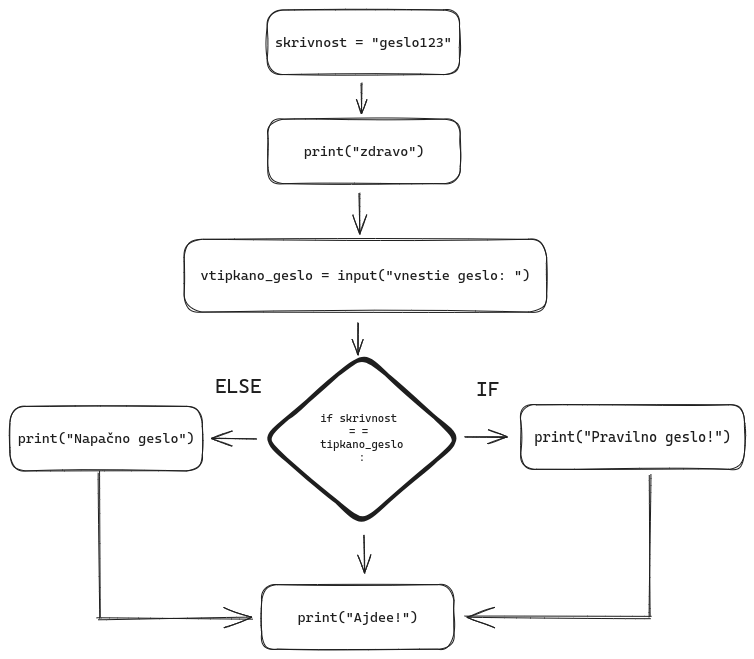 skrivnost = "geslo123"
print("zdravo")
vtipkano_geslo = input("vnestie geslo: ")
ELSE
IF
if skrivnost
= =
tipkano_geslo
:
print("Napačno geslo")
print("Pravilno geslo!")
print("Ajdee!")